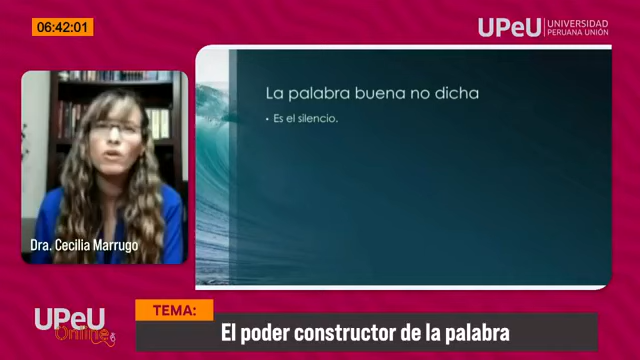 06:42:01
UPeU UNIVERSIDAD
PERUANA UNIÓN
La palabra buena no dicha
• Es el silencio.
Dra. Cecilia Marrugo
UPeU
Online
TEMA:
El poder constructor de la palabra